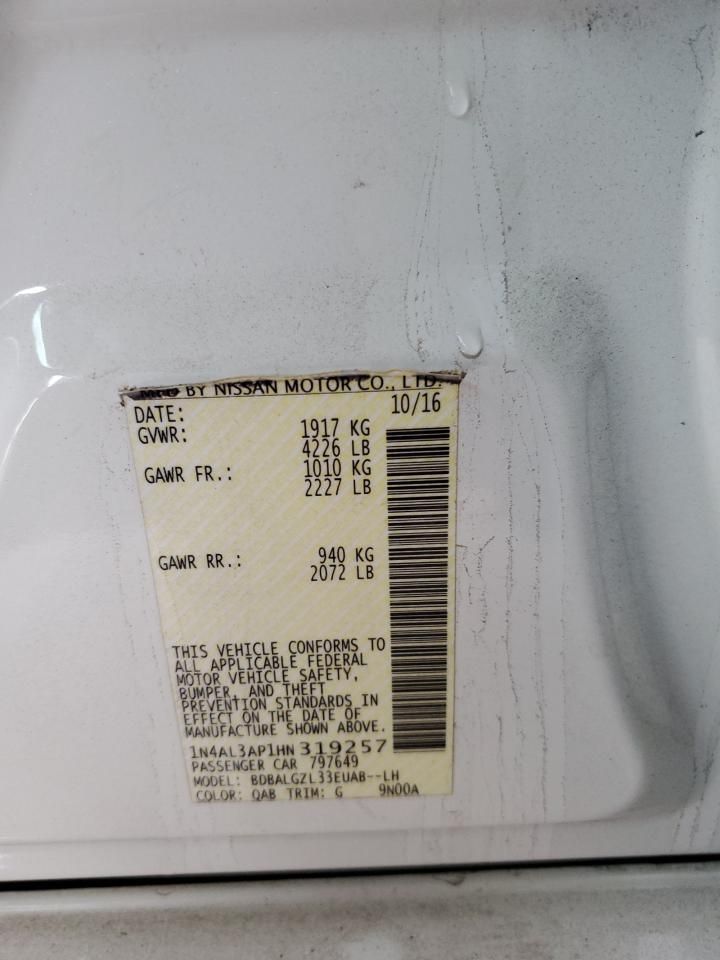 MFD BY NISSAN MOTOR CO., LTD.
DATE: 10/16
GVWR: 1917 KG
4226 LB
GAWR FR.: 1010 KG
2227 LB
GAWR RR.: 940 KG
2072 LB
THIS VEHICLE CONFORMS TO
ALL APPLICABLE FEDERAL
MOTOR VEHICLE SAFETY,
BUMPER, AND THEFT
PREVENTION STANDARDS IN
EFFECT ON THE DATE OF
MANUFACTURE SHOWN ABOVE.
1N4AL3AP1HN319257
PASSENGER CAR 797649
MODEL: BDBALGZL33EUAB--LH
COLOR: QAB TRIM: G 9N00A